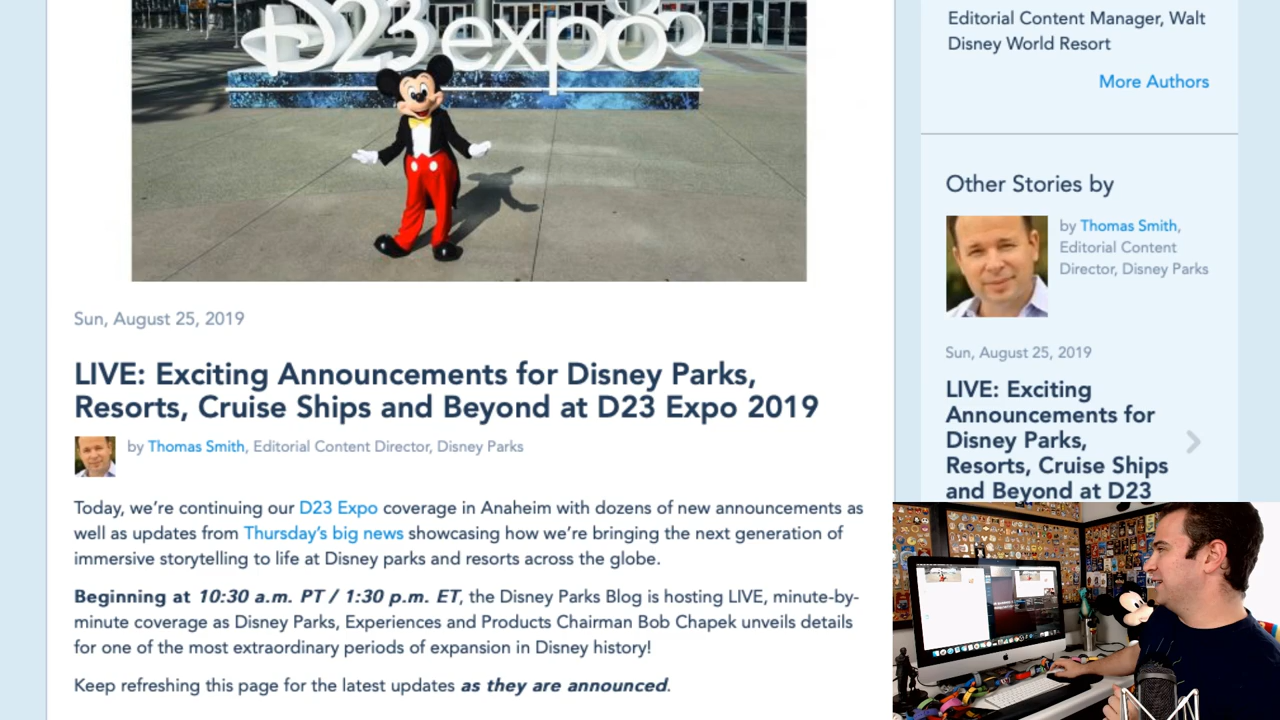 D23 expo
Sun, August 25, 2019
LIVE: Exciting Announcements for Disney Parks,
Resorts, Cruise Ships and Beyond at D23 Expo 2019
by Thomas Smith, Editorial Content Director, Disney Parks
Today, we’re continuing our D23 Expo coverage in Anaheim with dozens of new announcements as
well as updates from Thursday’s big news showcasing how we’re bringing the next generation of
immersive storytelling to life at Disney parks and resorts across the globe.
Beginning at 10:30 a.m. PT / 1:30 p.m. ET, the Disney Parks Blog is hosting LIVE, minute-by-
minute coverage as Disney Parks, Experiences and Products Chairman Bob Chapek unveils details
for one of the most extraordinary periods of expansion in Disney history!
Keep refreshing this page for the latest updates as they are announced.
Editorial Content Manager, Walt
Disney World Resort
More Authors
Other Stories by
by Thomas Smith,
Editorial Content
Director, Disney Parks
Sun, August 25, 2019
LIVE: Exciting
Announcements for
Disney Parks,
Resorts, Cruise Ships
and Beyond at D23